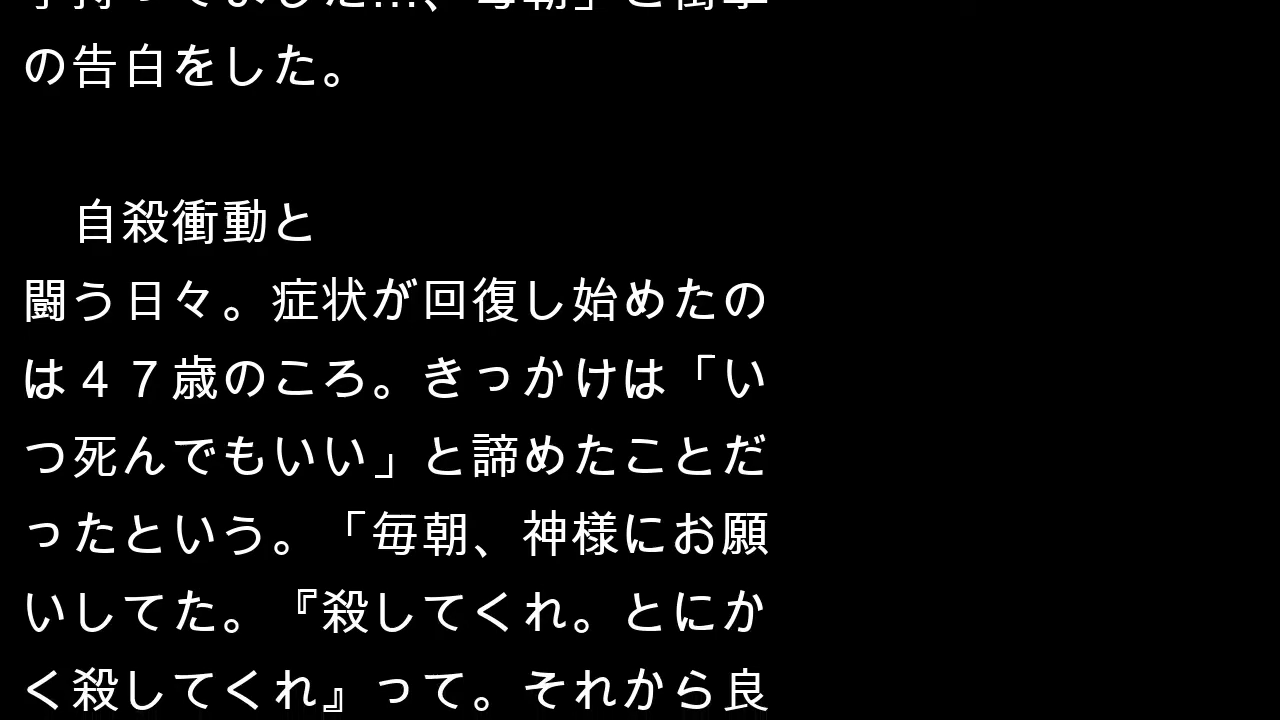 の告白をした。
自殺衝動と
闘う日々。症状が回復し始めたの
は４７歳のころ。きっかけは「い
つ死んでもいい」と諦めたことだ
ったという。「毎朝、神様にお願
いしてた。『殺してくれ。とにか
く殺してくれ』って。それから良